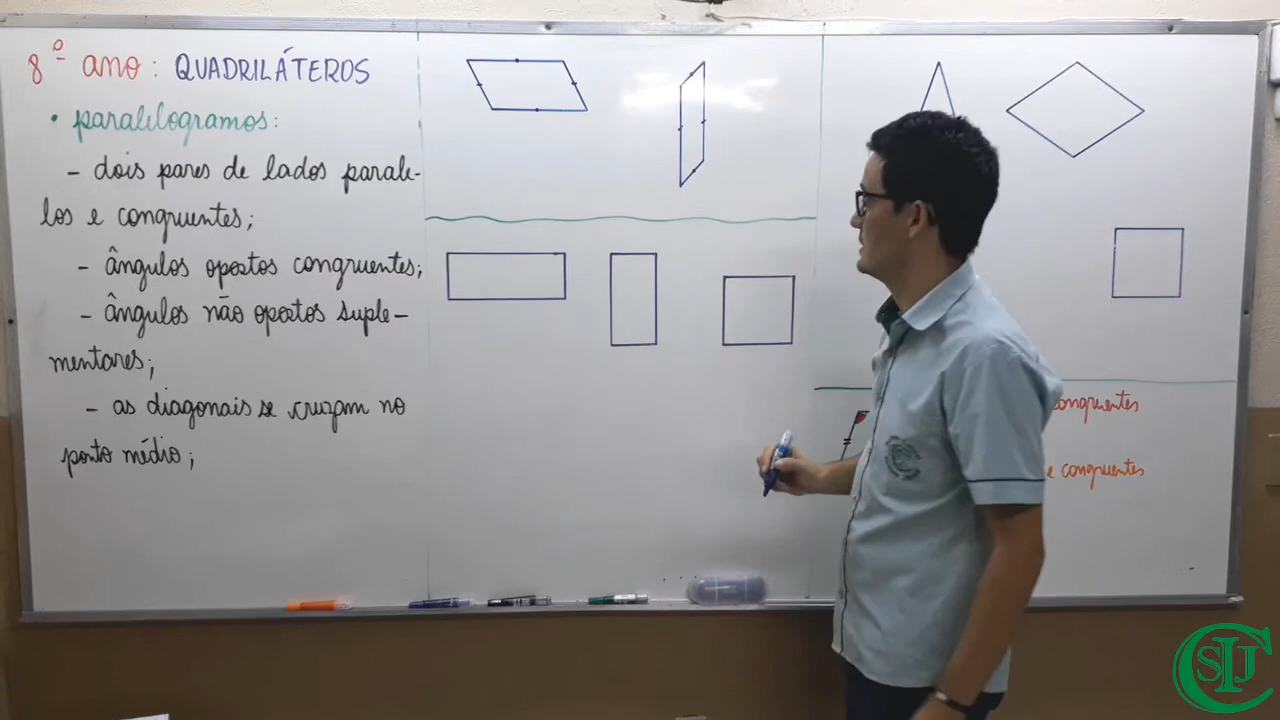 8º ano: QUADRILÁTEROS
• paralelogramos:
- dois pares de lados parale-
los e congruentes;
- ângulos opostos congruentes;
- ângulos não opostos suple-
mentares;
- as diagonais se cruzam no
ponto médio;
congruentes
e congruentes
CSIJ